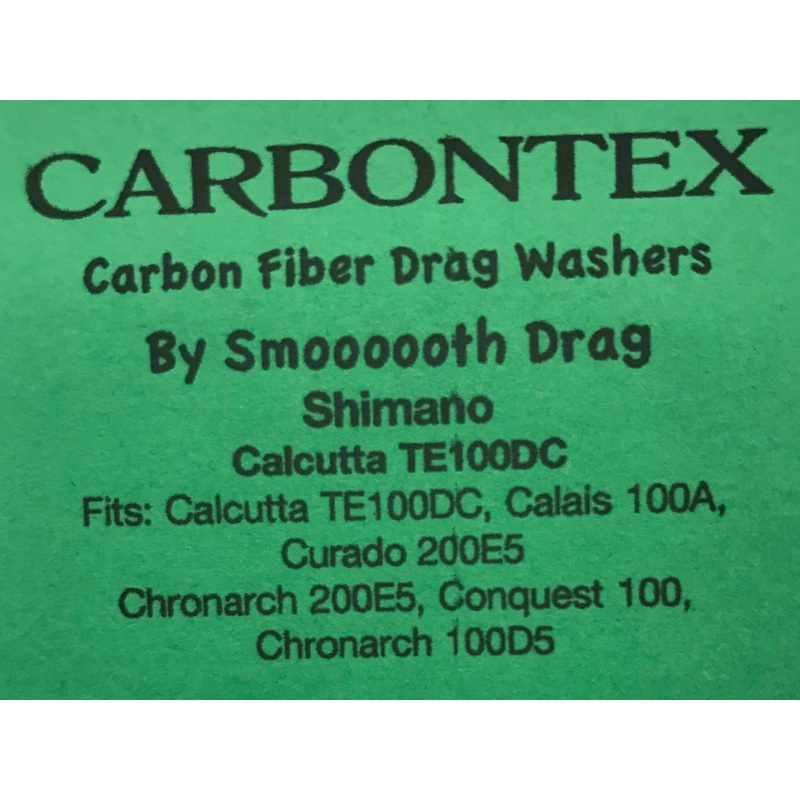 CARBONTEX
Carbon Fiber Drag Washers
By Smoooooth Drag
Shimano
Calcutta TE100DC
Fits: Calcutta TE100DC, Calais 100A,
Curado 200E5
Chronarch 200E5, Conquest 100,
Chronarch 100D5